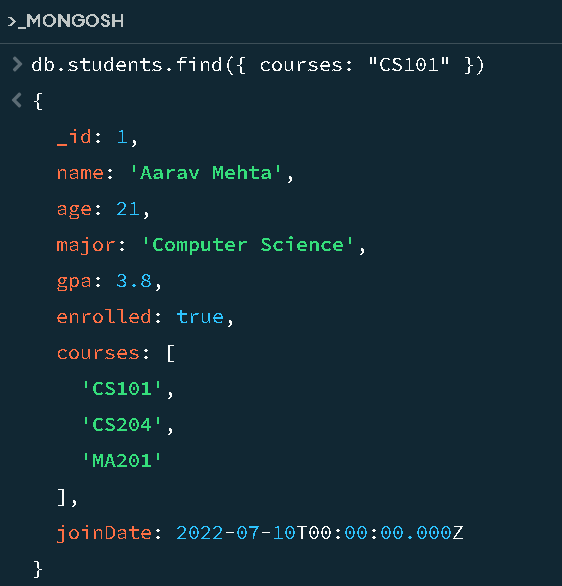 >_MONGOSH
> db.students.find({ courses: "CS101" })
< {
_id: 1,
name: 'Aarav Mehta',
age: 21,
major: 'Computer Science',
gpa: 3.8,
enrolled: true,
courses: [
'CS101',
'CS204',
'MA201'
],
joinDate: 2022-07-10T00:00:00.000Z
}